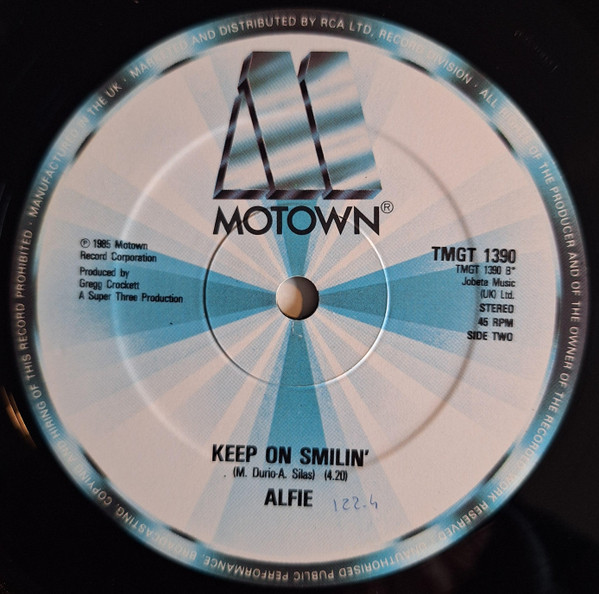 MANUFACTURED IN THE UK · MARKETED AND DISTRIBUTED BY RCA LTD, RECORD DIVISION · ALL RIGHTS OF THE PRODUCER AND OF THE OWNER OF THE RECORDED WORK RESERVED · UNAUTHORISED PUBLIC PERFORMANCE, BROADCASTING, COPYING AND HIRING OF THIS RECORD PROHIBITED ·
MOTOWN®
℗ 1985 Motown
Record Corporation
Produced by
Gregg Crockett
A Super Three Production
TMGT 1390
TMGT 1390 B*
Jobete Music
(UK) Ltd.
STEREO
45 RPM
SIDE TWO
KEEP ON SMILIN'
(M. Durio-A. Silas) (4.20)
ALFIE
122.4